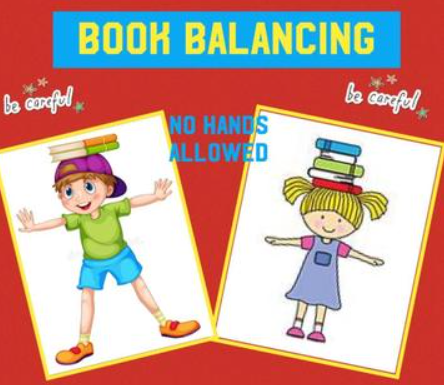 BOOK BALANCING
be careful
be careful
NO HANDS
ALLOWED